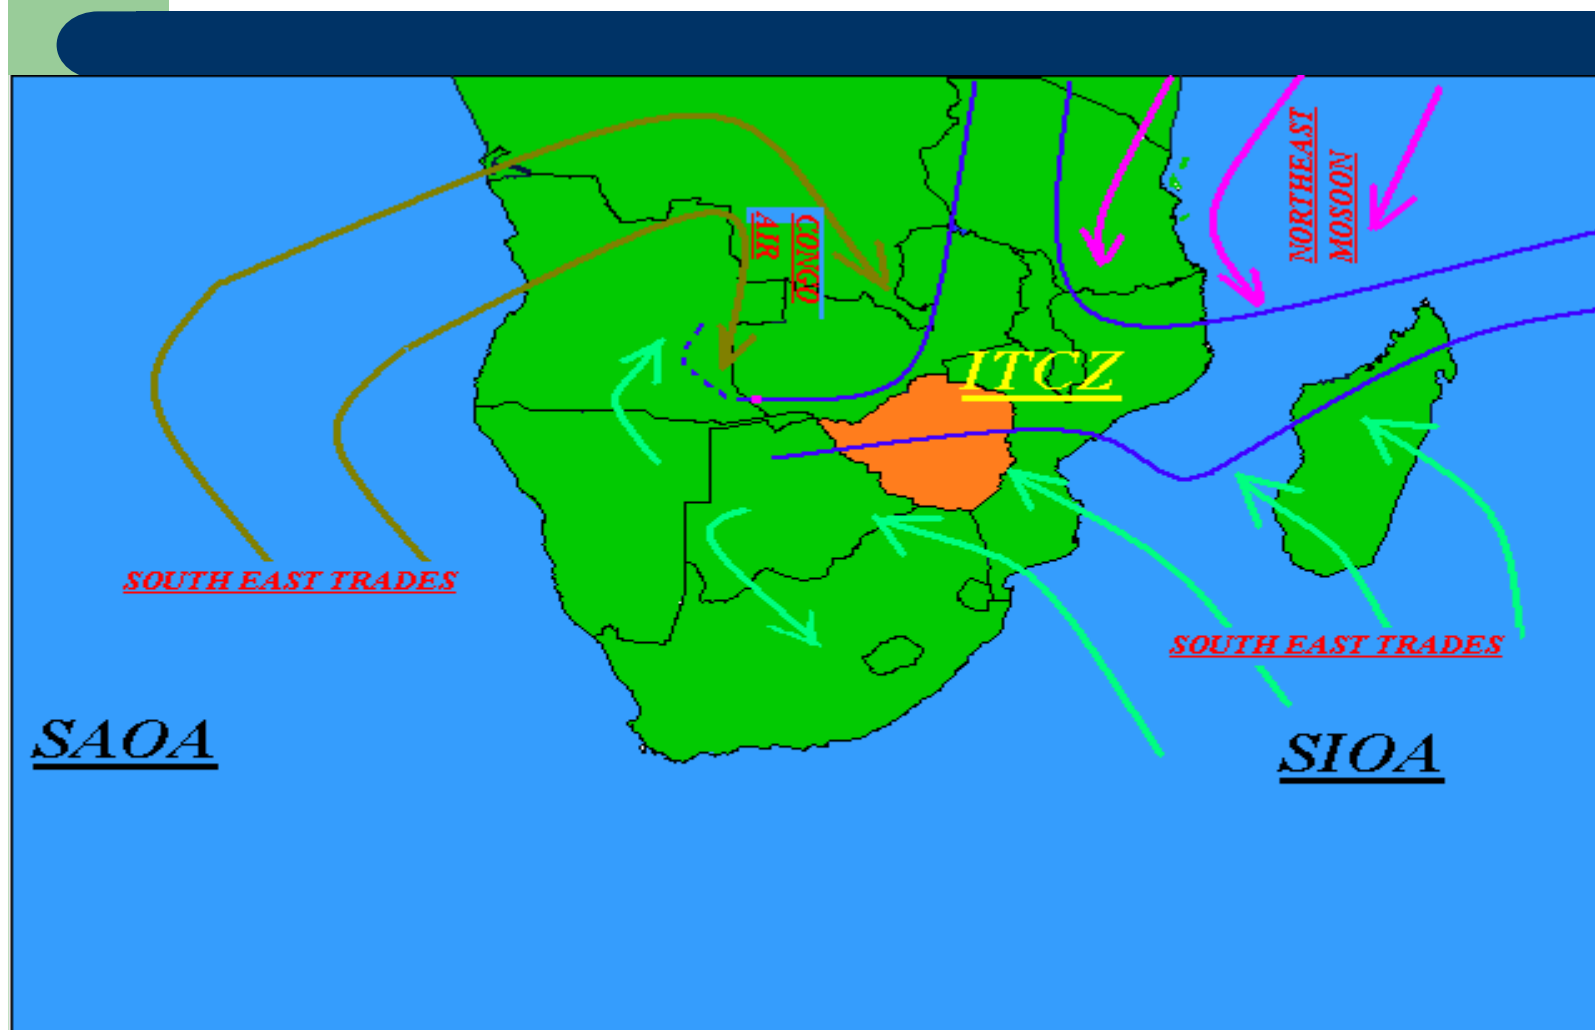 NORTHEAST
MOSOON
CONGO
AIR
ITCZ
SOUTH EAST TRADES
SOUTH EAST TRADES
SAOA
SIOA